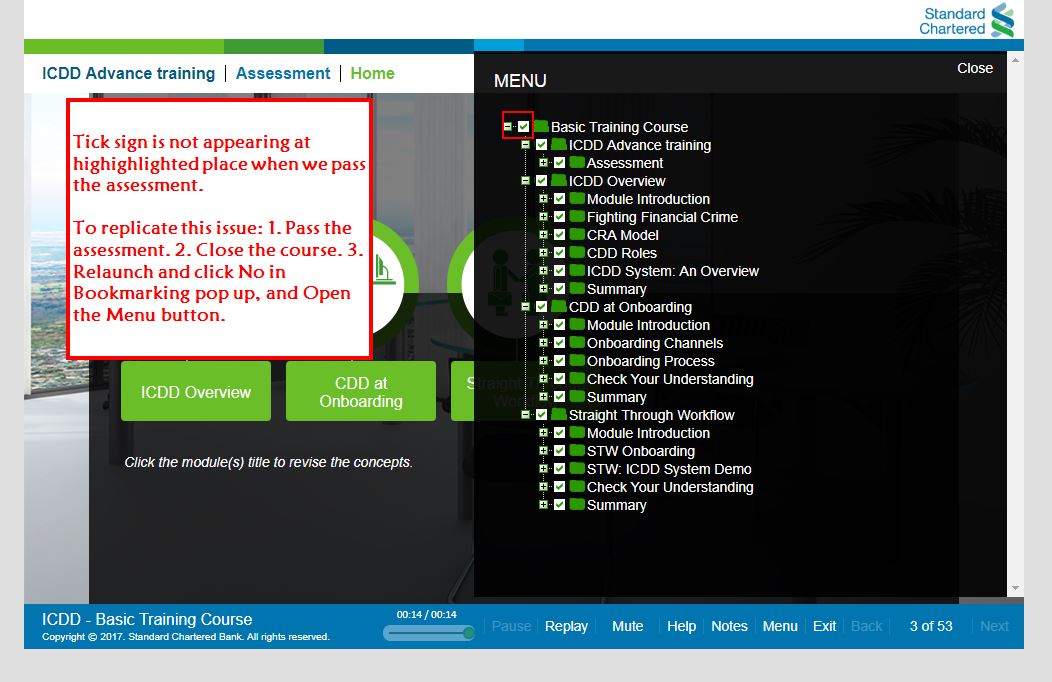 Standard
Chartered
ICDD Advance training | Assessment | Home
MENU
Close
Tick sign is not appearing at
highighlighted place when we pass
the assessment.
To replicate this issue: 1. Pass the
assessment. 2. Close the course. 3.
Relaunch and click No in
Bookmarking pop up, and Open
the Menu button.
Basic Training Course
ICDD Advance training
Assessment
ICDD Overview
Module Introduction
Fighting Financial Crime
CRA Model
CDD Roles
ICDD System: An Overview
Summary
CDD at Onboarding
Module Introduction
Onboarding Channels
Onboarding Process
Check Your Understanding
Summary
Straight Through Workflow
Module Introduction
STW Onboarding
STW: ICDD System Demo
Check Your Understanding
Summary
ICDD Overview
CDD at
Onboarding
Straight
Click the module(s) title to revise the concepts.
ICDD - Basic Training Course
Copyright © 2017. Standard Chartered Bank. All rights reserved.
00:14 / 00:14
Pause
Replay
Mute
Help
Notes
Menu
Exit
Back
3 of 53
Next